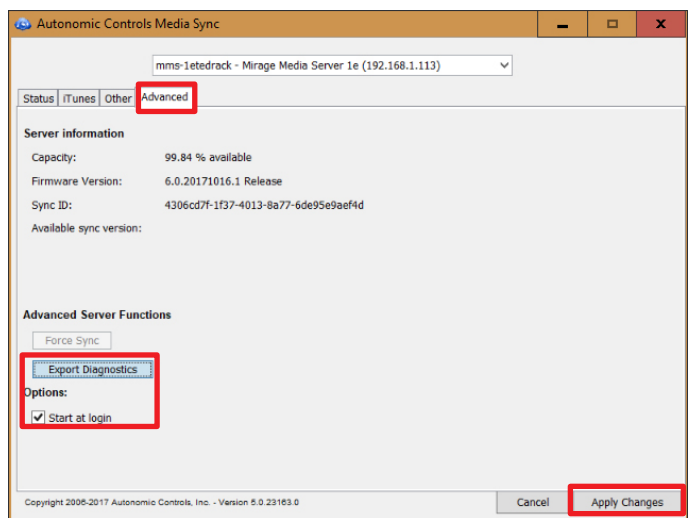 Autonomic Controls Media Sync
mms-1etedrack - Mirage Media Server 1e (192.168.1.113)
Status iTunes Other Advanced
Server information
Capacity: 99.84 % available
Firmware Version: 6.0.20171016.1 Release
Sync ID: 4306cd7f-1f37-4013-8a77-6de95e9aef4d
Available sync version:
Advanced Server Functions
Force Sync
Export Diagnostics
Options:
Start at login
Copyright 2006-2017 Autonomic Controls, Inc. - Version 6.0.23163.0
Cancel Apply Changes